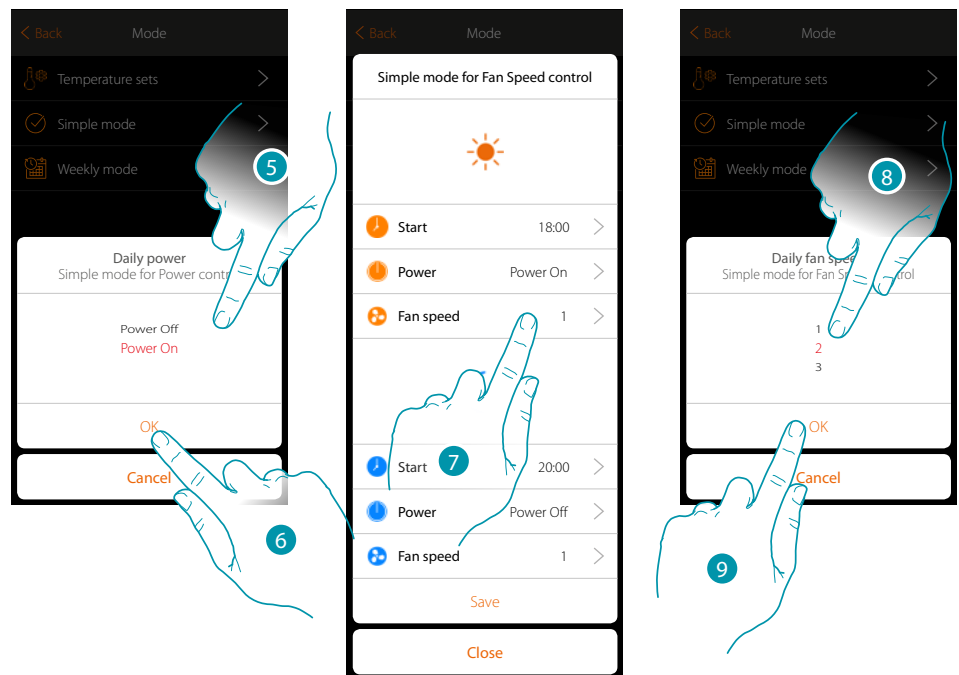 Back Mode
Temperature sets
Simple mode
Weekly mode
5
Daily power
Simple mode for Power contr
Power Off
Power On
OK
Cancel
6
Back Mode
Simple mode for Fan Speed control
Start 18:00
Power Power On
Fan speed 1
7
Start 20:00
Power Power Off
Fan speed 1
Save
Close
Back Mode
Temperature sets
Simple mode
Weekly mode
8
Daily fan spee
Simple mode for Fan Sp trol
1
2
3
OK
Cancel
9